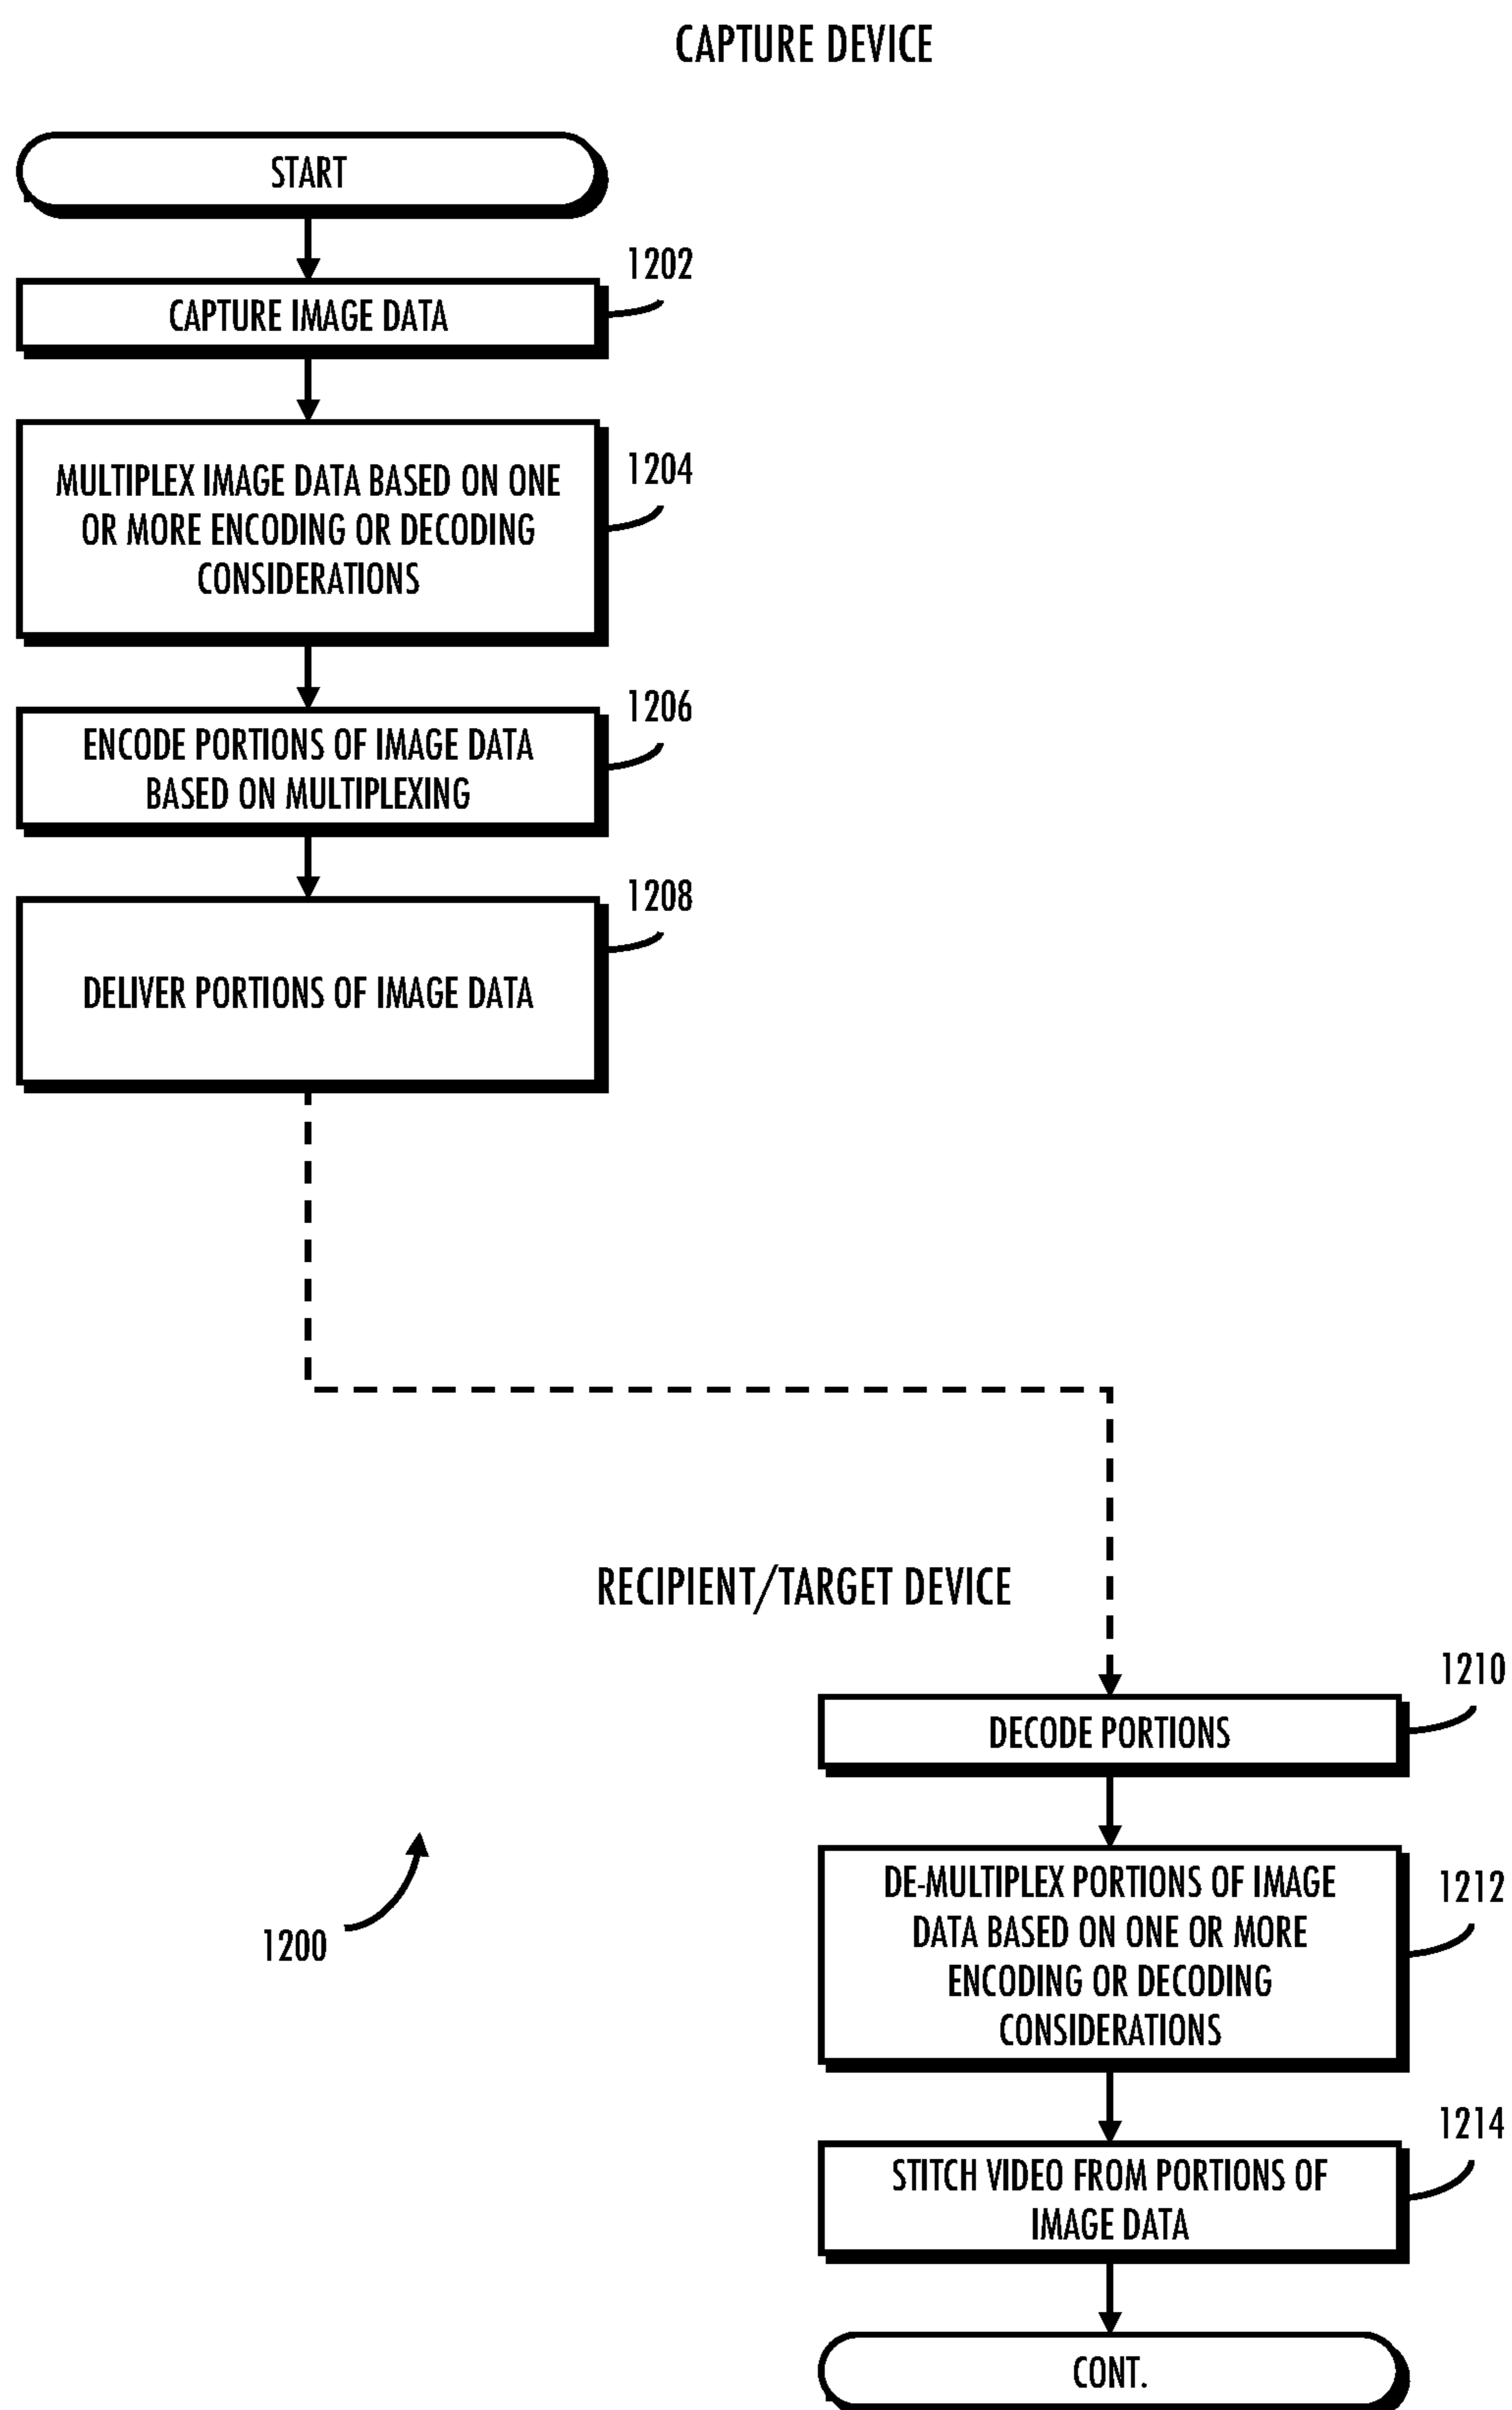 CAPTURE DEVICE
START
1202
CAPTURE IMAGE DATA
1204
MULTIPLEX IMAGE DATA BASED ON ONE
OR MORE ENCODING OR DECODING
CONSIDERATIONS
1206
ENCODE PORTIONS OF IMAGE DATA
BASED ON MULTIPLEXING
1208
DELIVER PORTIONS OF IMAGE DATA
RECIPIENT/TARGET DEVICE
1210
DECODE PORTIONS
1212
DE-MULTIPLEX PORTIONS OF IMAGE
DATA BASED ON ONE OR MORE
ENCODING OR DECODING
CONSIDERATIONS
1200
1214
STITCH VIDEO FROM PORTIONS OF
IMAGE DATA
CONT.